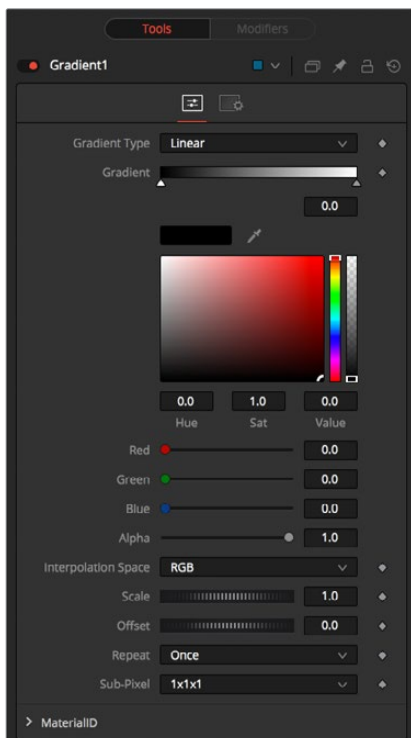 Tools Modifiers
Gradient1
Gradient Type Linear
Gradient
0.0
0.0 1.0 0.0
Hue Sat Value
Red 0.0
Green 0.0
Blue 0.0
Alpha 1.0
Interpolation Space RGB
Scale 1.0
Offset 0.0
Repeat Once
Sub-Pixel 1x1x1
MaterialID